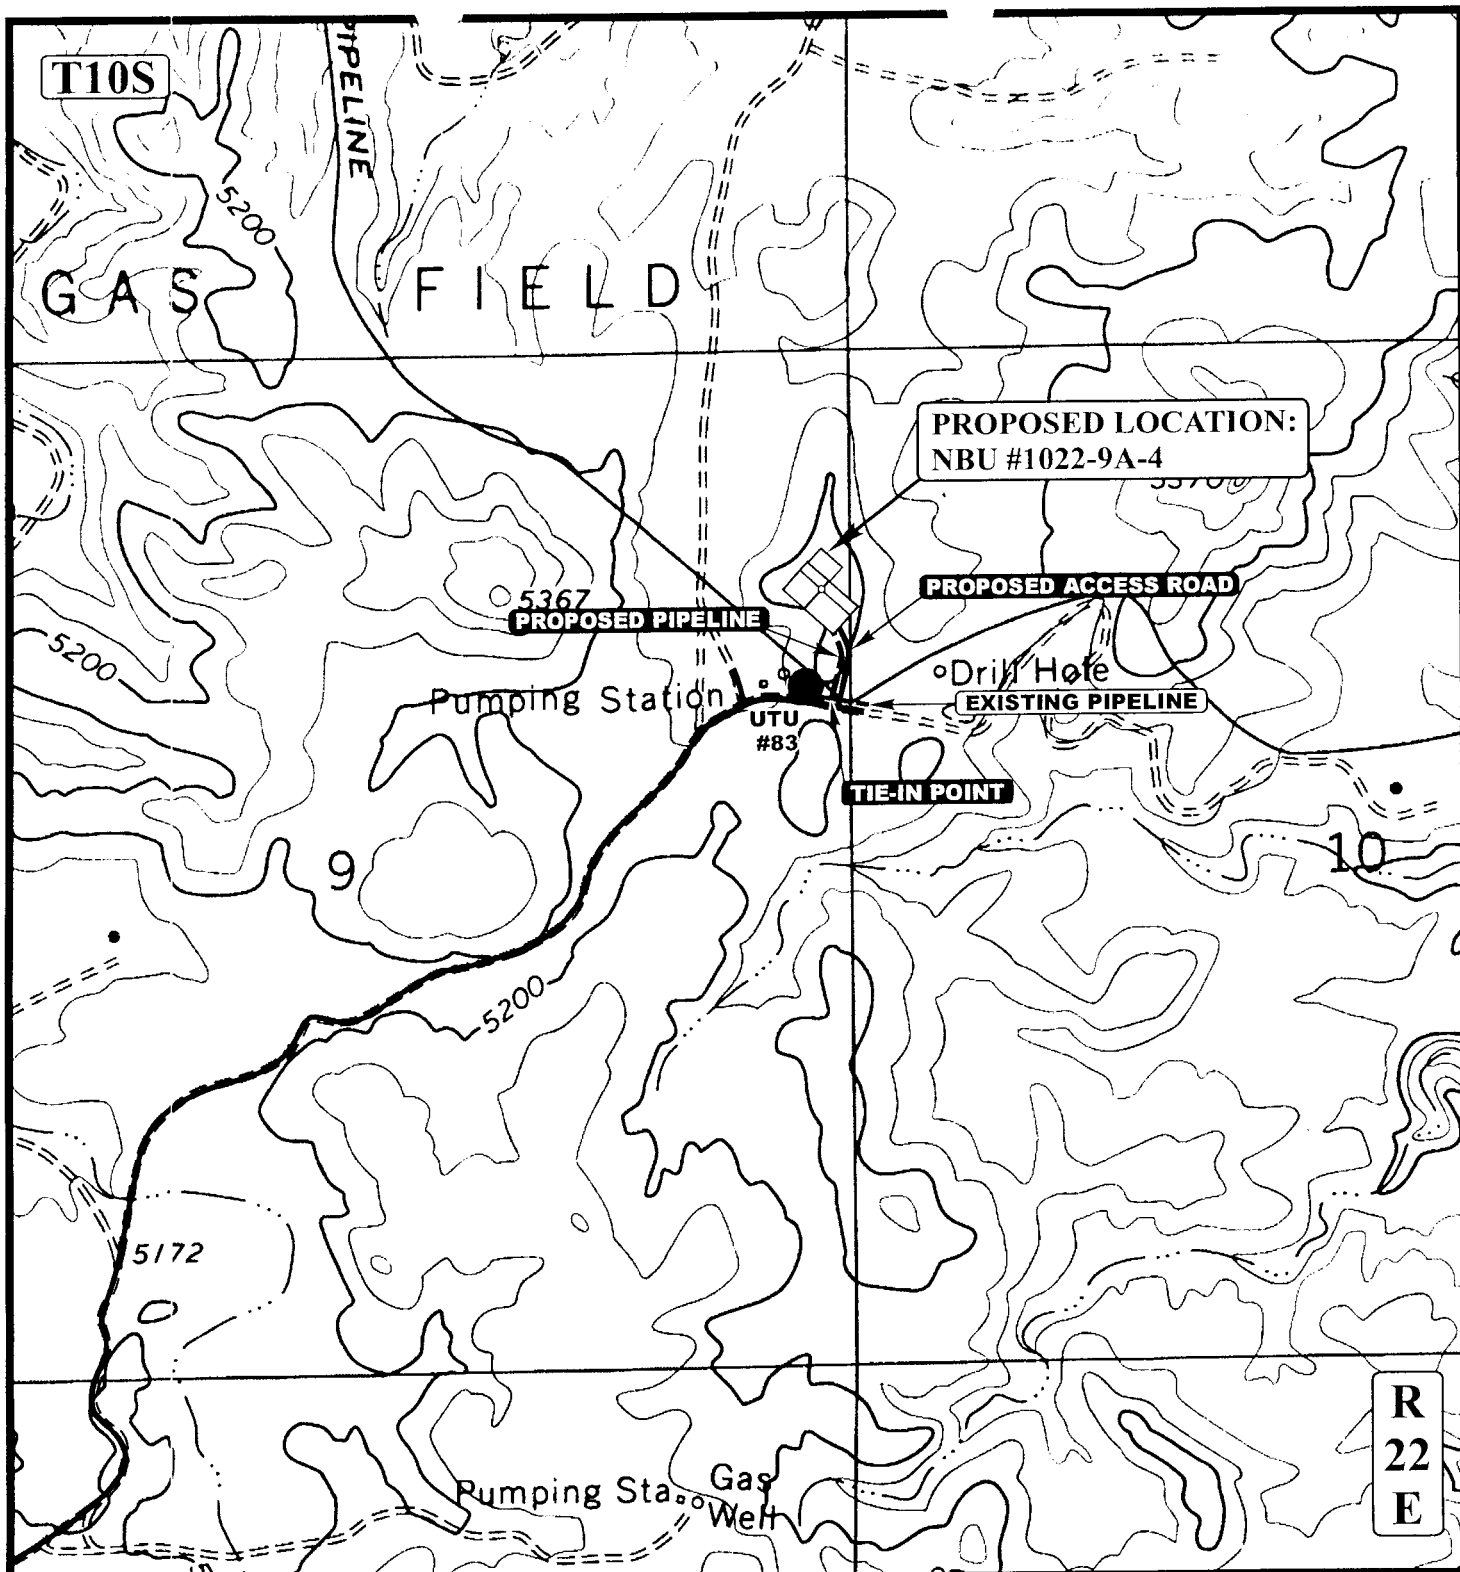 T10S
PIPELINE
5200
GAS FIELD
PROPOSED LOCATION:
NBU #1022-9A-4
PROPOSED ACCESS ROAD
5367
PROPOSED PIPELINE
5200
Drill Hole
Pumping Station
EXISTING PIPELINE
UTU
#83
TIE-IN POINT
9
10
5200
5172
R
22
E
Pumping Sta.
Gas
Well